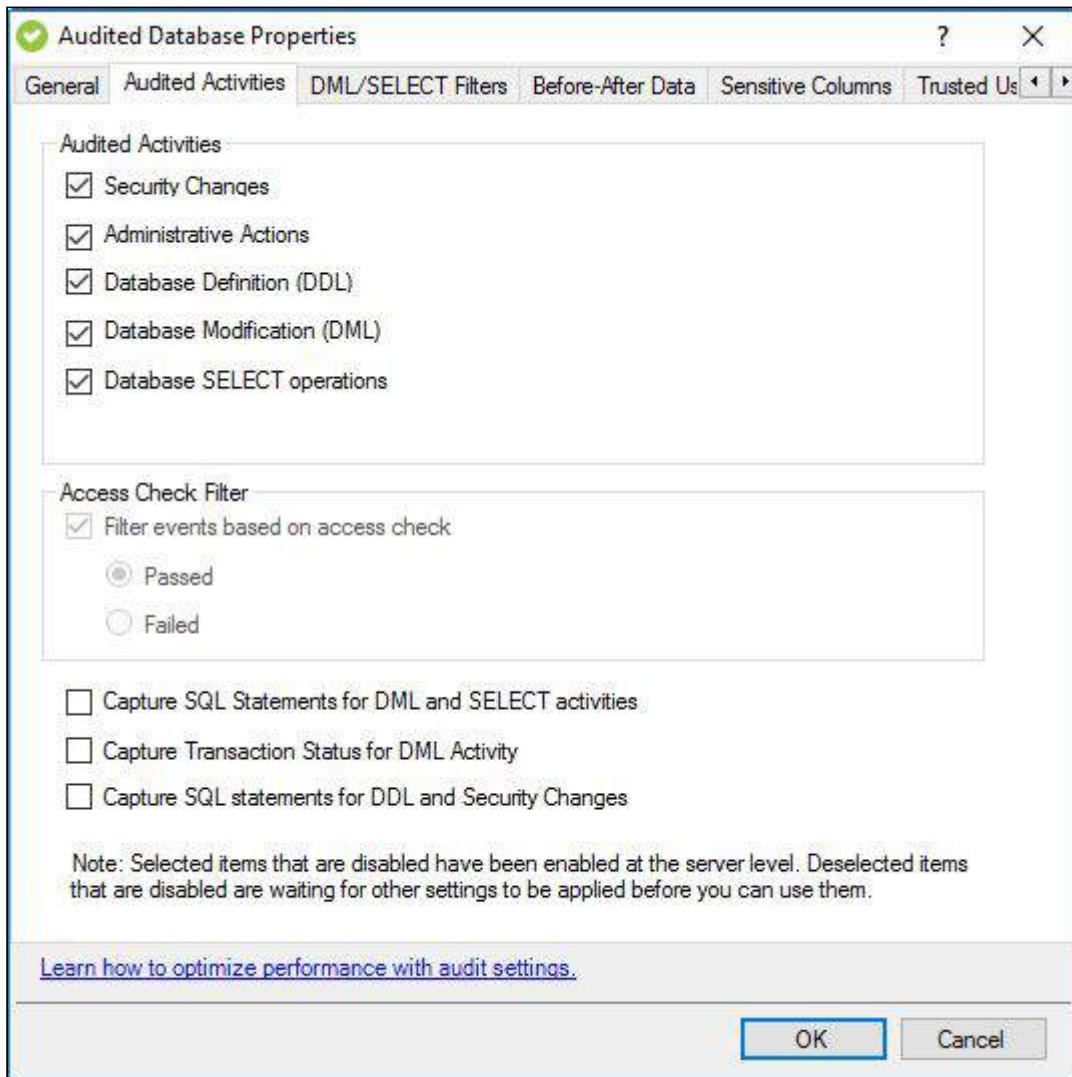 Audited Database Properties
?
General
Audited Activities
DML/SELECT Filters
Before-After Data
Sensitive Columns
Trusted Us
Audited Activities
Security Changes
Administrative Actions
Database Definition (DDL)
Database Modification (DML)
Database SELECT operations
Access Check Filter
Filter events based on access check
Passed
Failed
Capture SQL Statements for DML and SELECT activities
Capture Transaction Status for DML Activity
Capture SQL statements for DDL and Security Changes
Note: Selected items that are disabled have been enabled at the server level. Deselected items
that are disabled are waiting for other settings to be applied before you can use them.
Learn how to optimize performance with audit settings.
OK
Cancel